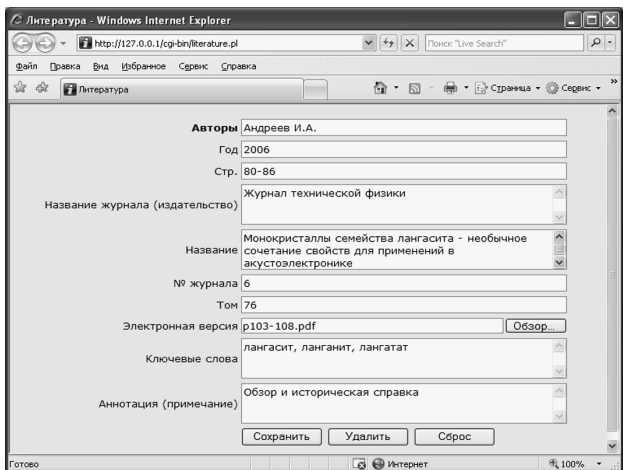 Литература - Windows Internet Explorer
http://127.0.0.1/cgi-bin/literature.pl
Поиск "Live Search"
Файл Правка Вид Избранное Сервис Справка
Литература
Страница
Сервис
»
Авторы Андреев И.А.
Год 2006
Стр. 80-86
Название журнала (издательство) Журнал технической физики
Название Монокристаллы семейства лангасита - необычное
сочетание свойств для применений в
акустоэлектронике
№ журнала 6
Том 76
Электронная версия p103-108.pdf Обзор...
Ключевые слова лангасит, ланганит, лангатат
Аннотация (примечание) Обзор и историческая справка
Сохранить Удалить Сброс
Готово Интернет 100%